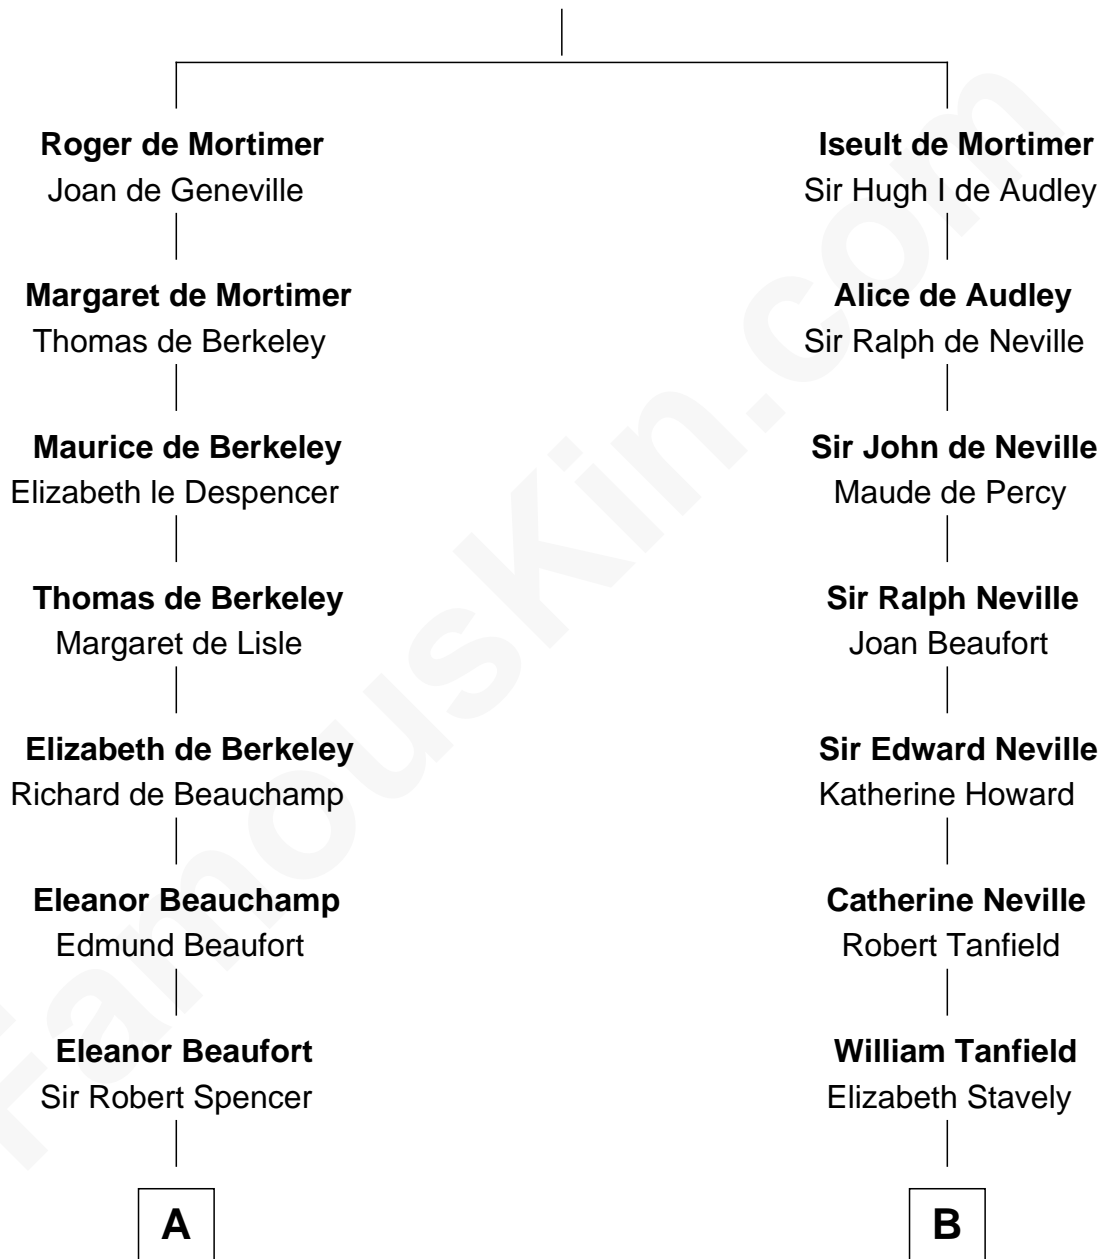 Roger de Mortimer
Joan de Geneville
Margaret de Mortimer
Thomas de Berkeley
Maurice de Berkeley
Elizabeth le Despencer
Thomas de Berkeley
Margaret de Lisle
Elizabeth de Berkeley
Richard de Beauchamp
Eleanor Beauchamp
Edmund Beaufort
Eleanor Beaufort
Sir Robert Spencer
A
Iseult de Mortimer
Sir Hugh I de Audley
Alice de Audley
Sir Ralph de Neville
Sir John de Neville
Maude de Percy
Sir Ralph Neville
Joan Beaufort
Sir Edward Neville
Katherine Howard
Catherine Neville
Robert Tanfield
William Tanfield
Elizabeth Stavely
B
FamousKin.com